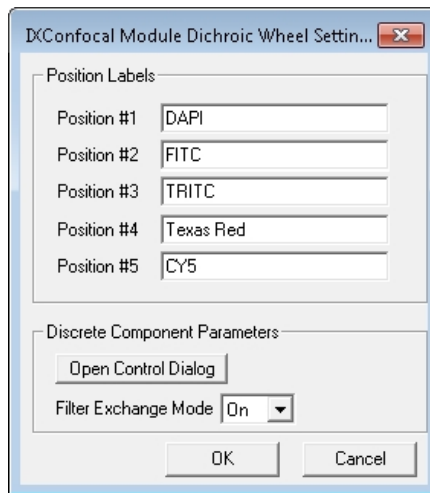 IXConfocal Module Dichroic Wheel Settin...
Position Labels
Position #1 DAPI
Position #2 FITC
Position #3 TRITC
Position #4 Texas Red
Position #5 CY5
Discrete Component Parameters
Open Control Dialog
Filter Exchange Mode On
OK Cancel